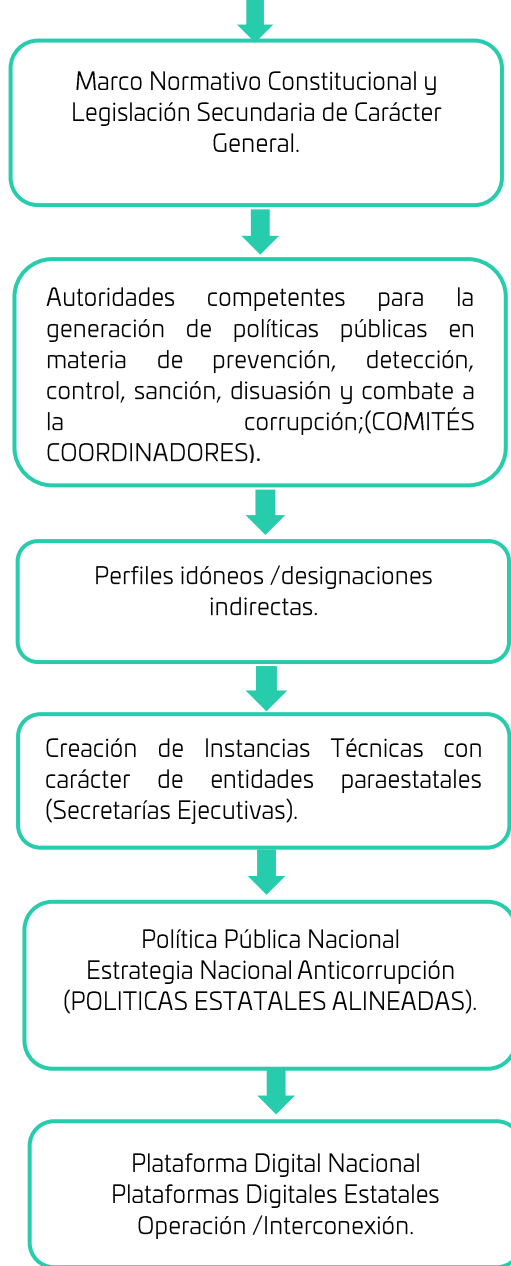 Marco Normativo Constitucional y
Legislación Secundaria de Carácter
General.
Autoridades competentes para la
generación de políticas públicas en
materia de prevención, detección,
control, sanción, disuasión y combate a
la corrupción;(COMITÉS
COORDINADORES).
Perfiles idóneos /designaciones
indirectas.
Creación de Instancias Técnicas con
carácter de entidades paraestatales
(Secretarías Ejecutivas).
Política Pública Nacional
Estrategia Nacional Anticorrupción
(POLITICAS ESTATALES ALINEADAS).
Plataforma Digital Nacional
Plataformas Digitales Estatales
Operación /Interconexión.